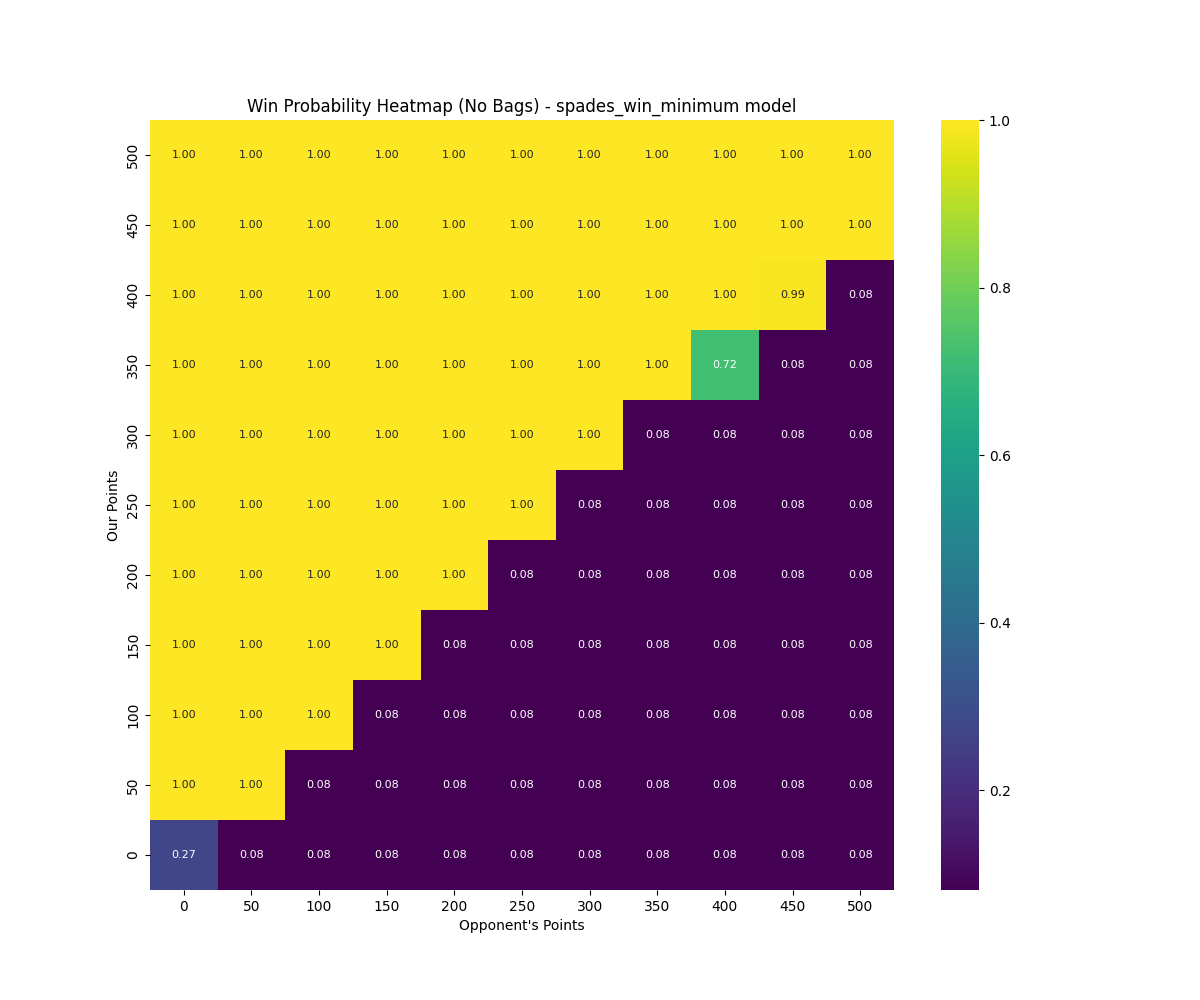 Win Probability Heatmap (No Bags) - spades_win_minimum model
500 1.00 1.00 1.00 1.00 1.00 1.00 1.00 1.00 1.00 1.00 1.00
450 1.00 1.00 1.00 1.00 1.00 1.00 1.00 1.00 1.00 1.00 1.00
400 1.00 1.00 1.00 1.00 1.00 1.00 1.00 1.00 1.00 0.99 0.08
350 1.00 1.00 1.00 1.00 1.00 1.00 1.00 1.00 0.72 0.08 0.08
300 1.00 1.00 1.00 1.00 1.00 1.00 1.00 0.08 0.08 0.08 0.08
250 1.00 1.00 1.00 1.00 1.00 1.00 0.08 0.08 0.08 0.08 0.08
200 1.00 1.00 1.00 1.00 1.00 0.08 0.08 0.08 0.08 0.08 0.08
150 1.00 1.00 1.00 1.00 0.08 0.08 0.08 0.08 0.08 0.08 0.08
100 1.00 1.00 1.00 0.08 0.08 0.08 0.08 0.08 0.08 0.08 0.08
50 1.00 1.00 0.08 0.08 0.08 0.08 0.08 0.08 0.08 0.08 0.08
0 0.27 0.08 0.08 0.08 0.08 0.08 0.08 0.08 0.08 0.08 0.08
0 50 100 150 200 250 300 350 400 450 500
Opponent's Points
Our Points
1.0
0.8
0.6
0.4
0.2